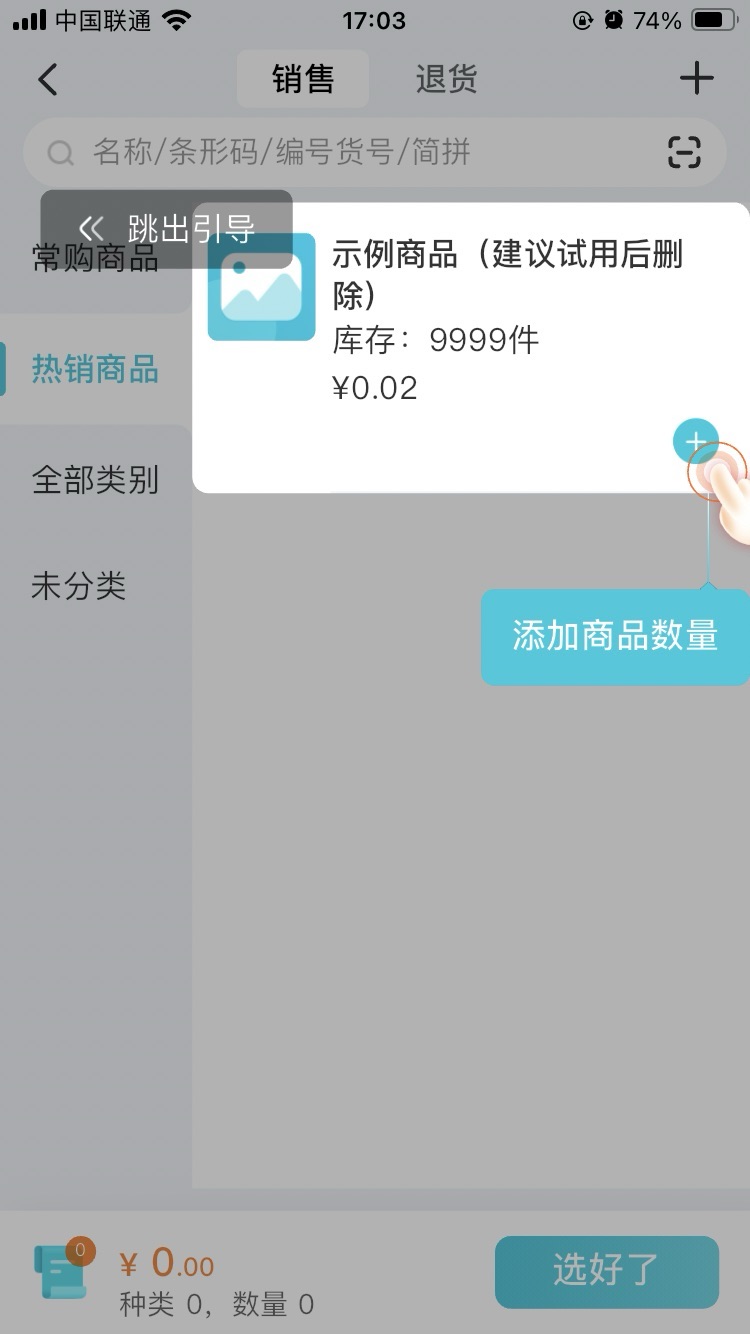 中国联通 17:03 74%
销售 退货
名称/条形码/编号货号/简拼
跳出引导
常购商品
示例商品（建议试用后删
除）
库存：9999件
¥0.02
热销商品
全部类别
未分类
添加商品数量
0
¥ 0.00
种类 0，数量 0
选好了